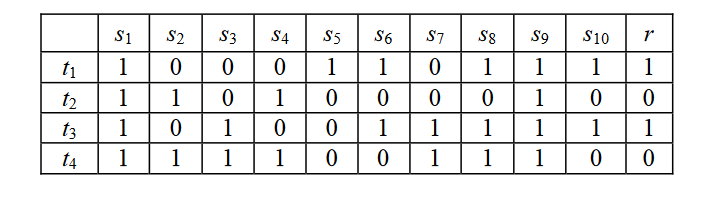 s1 s2 s3 s4 s5 s6 s7 s8 s9 s10 r
t1 1 0 0 0 1 1 0 1 1 1 1
t2 1 1 0 1 0 0 0 0 1 0 0
t3 1 0 1 0 0 1 1 1 1 1 1
t4 1 1 1 1 0 0 1 1 1 0 0